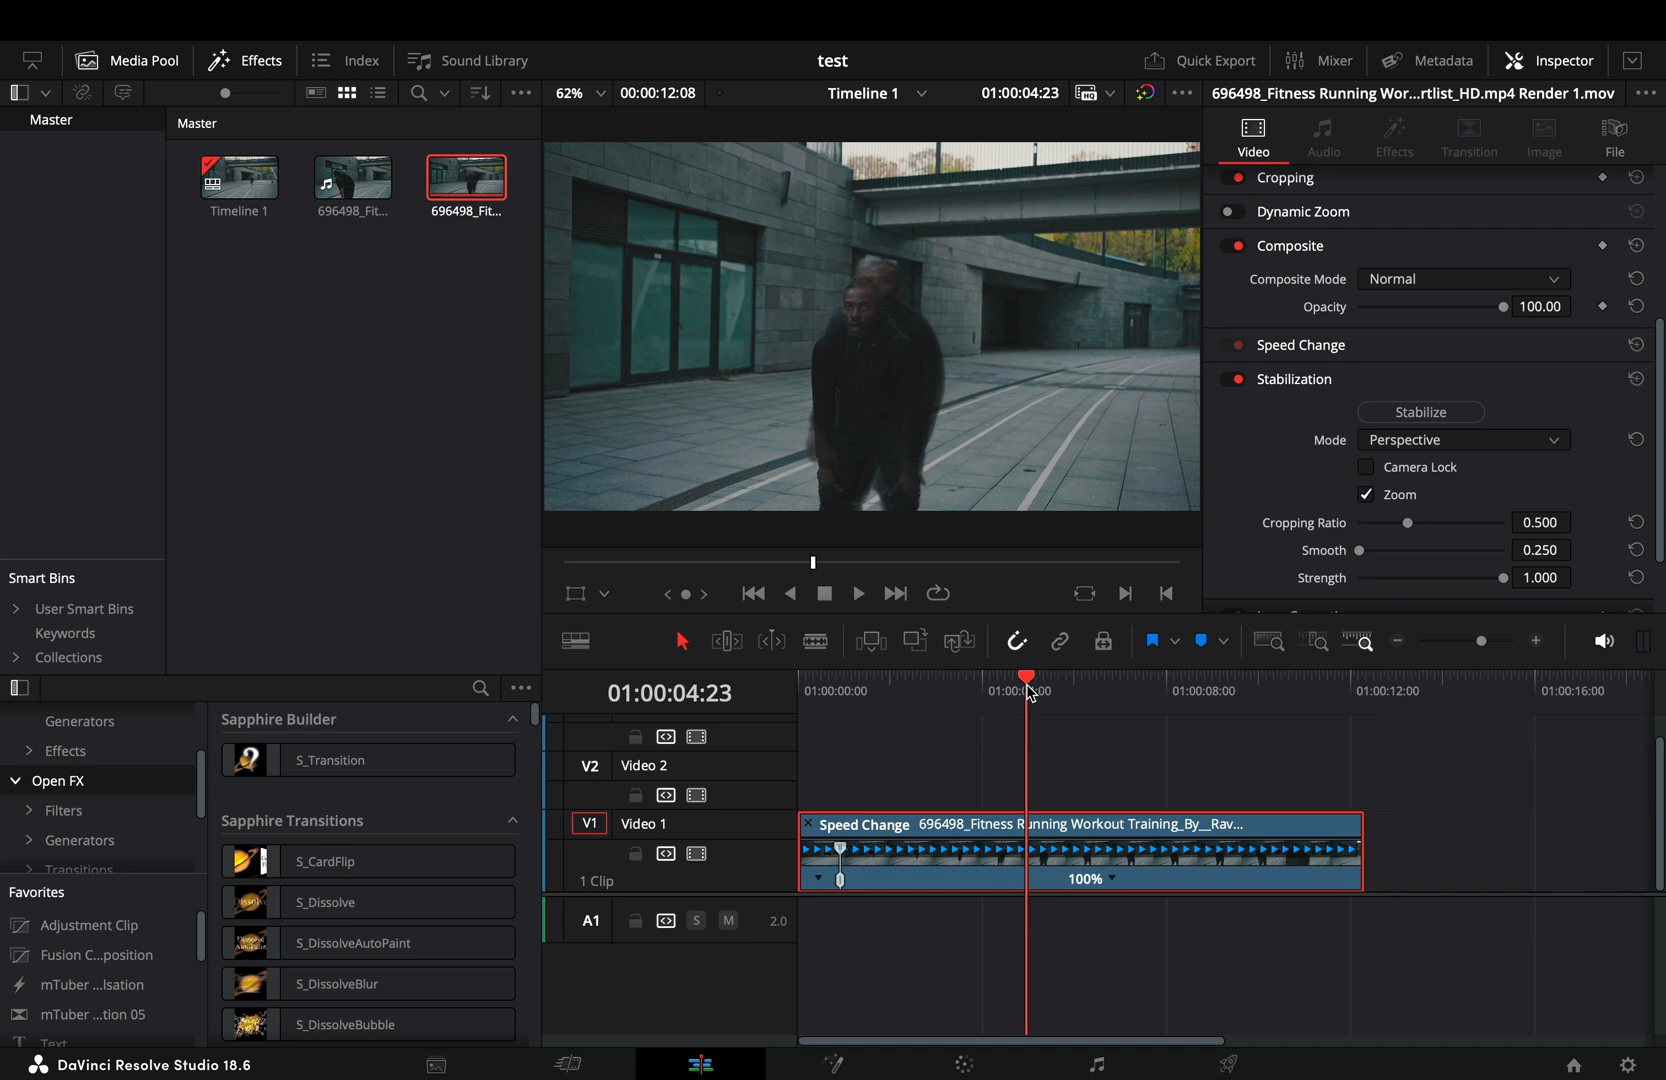 Media Pool
Effects
Index
Sound Library
test
Quick Export
Mixer
Metadata
Inspector
62%
00:00:12:08
Timeline 1
01:00:04:23
696498_Fitness Running Wor...rtlist_HD.mp4 Render 1.mov
Master
Master
Timeline 1
696498_Fit...
696498_Fit...
Smart Bins
User Smart Bins
Keywords
Collections
Video
Audio
Effects
Transition
Image
File
Cropping
Dynamic Zoom
Composite
Composite Mode
Normal
Opacity
100.00
Speed Change
Stabilization
Stabilize
Mode
Perspective
Camera Lock
Zoom
Cropping Ratio
0.500
Smooth
0.250
Strength
1.000
Generators
Effects
Open FX
Filters
Generators
Transitions
Favorites
Adjustment Clip
Fusion C...position
mTuber ...lsation
mTuber ...tion 05
Text
Sapphire Builder
S_Transition
Sapphire Transitions
S_CardFlip
S_Dissolve
S_DissolveAutoPaint
S_DissolveBlur
S_DissolveBubble
01:00:04:23
01:00:00:00
01:00:08:00
01:00:12:00
01:00:16:00
V2
Video 2
V1
Video 1
1 Clip
Speed Change
696498_Fitness Running Workout Training_By__Rav...
100%
A1
S
M
2.0
DaVinci Resolve Studio 18.6